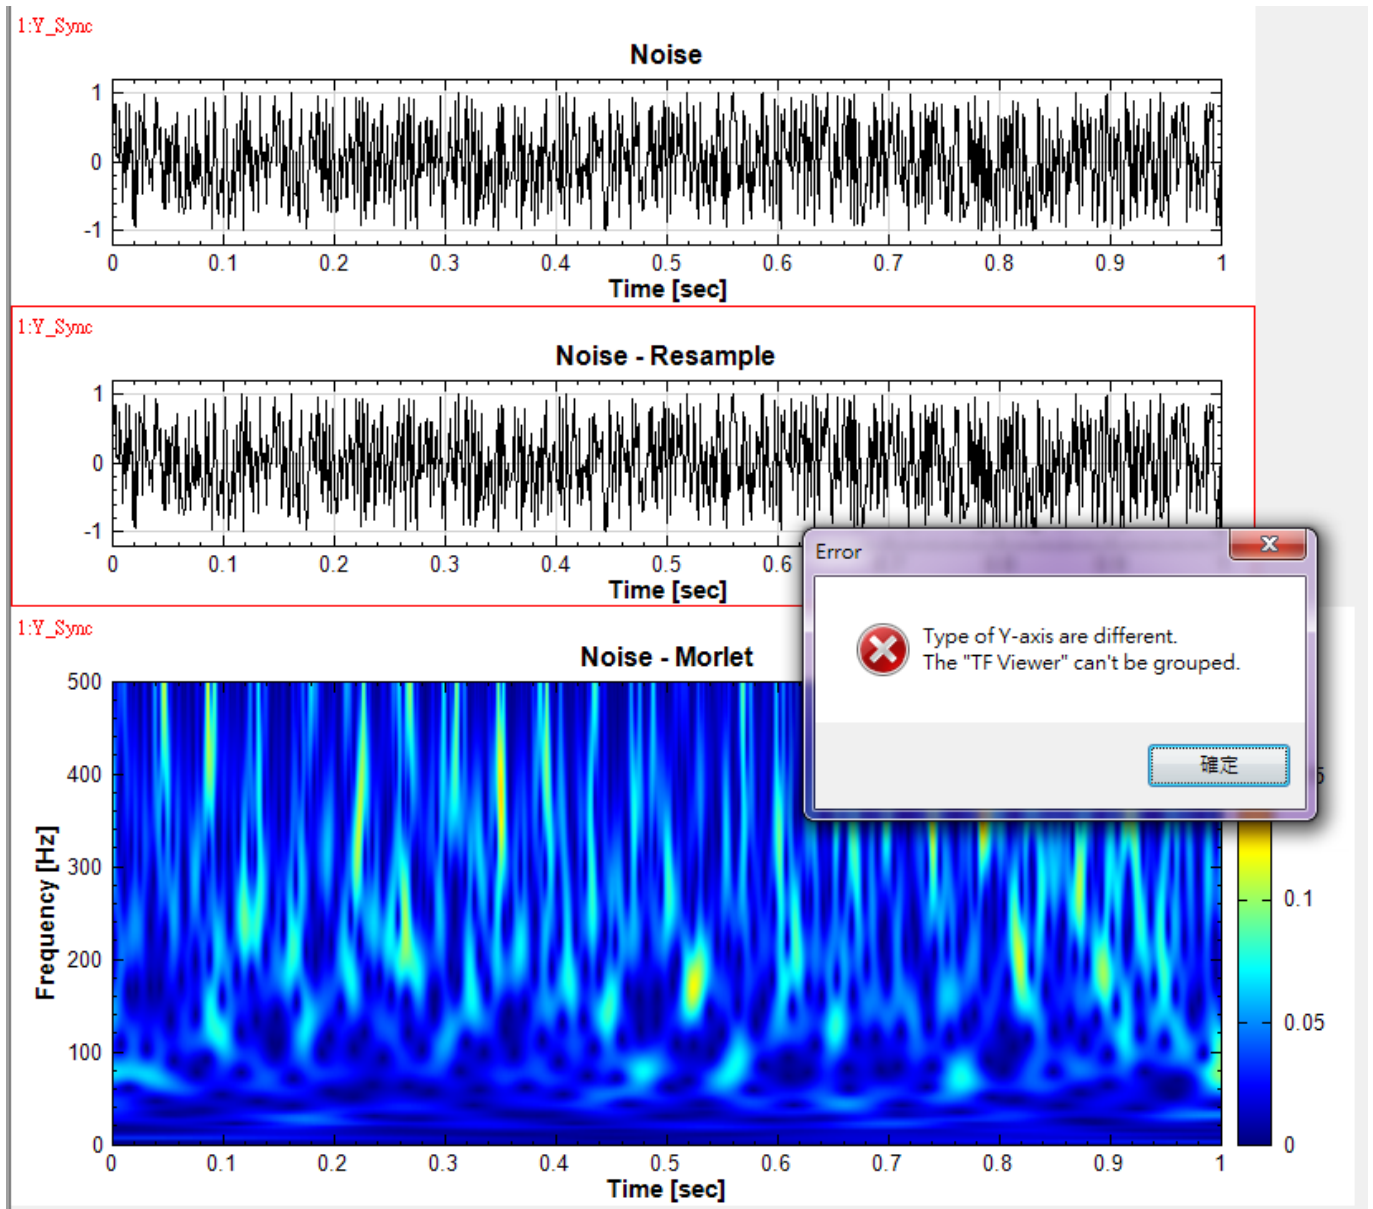 1:Y_Sync
Noise
1
0
-1
0 0.1 0.2 0.3 0.4 0.5 0.6 0.7 0.8 0.9 1
Time [sec]
1:Y_Sync
Noise - Resample
1
0
-1
0 0.1 0.2 0.3 0.4 0.5 0.6
Time [sec]
Error
Type of Y-axis are different.
The "TF Viewer" can't be grouped.
確定
1:Y_Sync
Noise - Morlet
500
400
300
200
100
0
Frequency [Hz]
0 0.1 0.2 0.3 0.4 0.5 0.6 0.7 0.8 0.9 1
Time [sec]
5
0.1
0.05
0